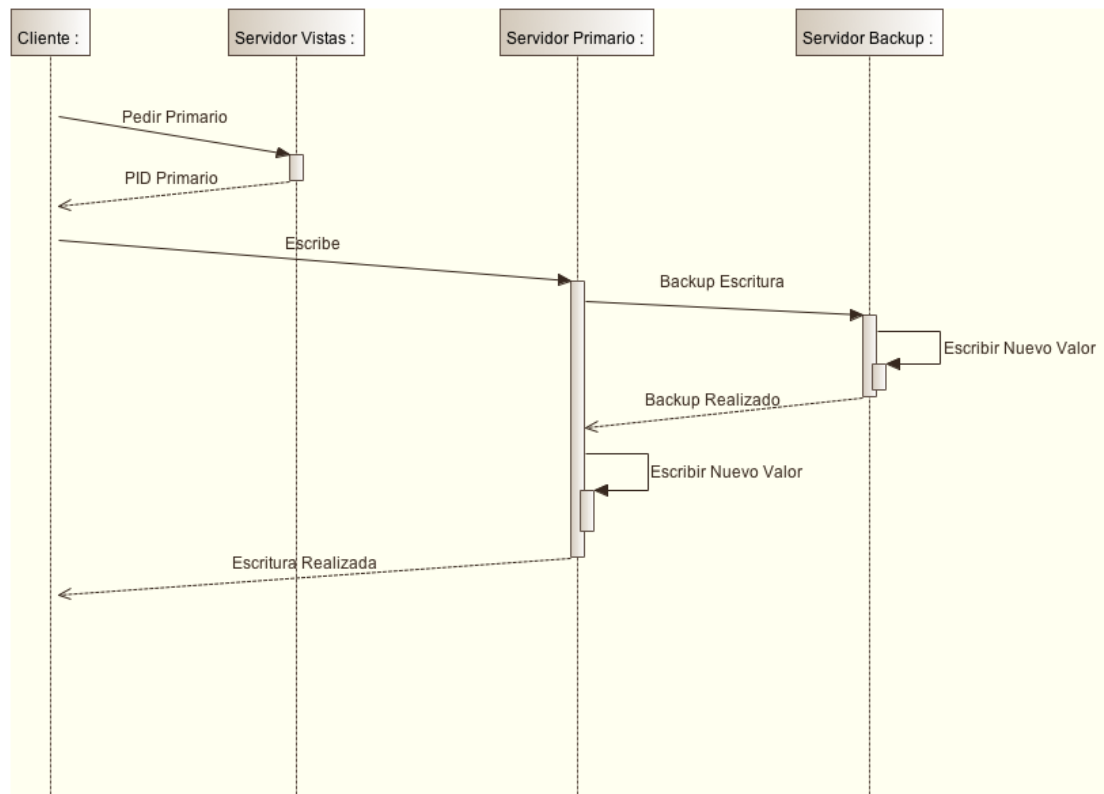 Cliente :
Servidor Vistas :
Servidor Primario :
Servidor Backup :
Pedir Primario
PID Primario
Escribe
Backup Escritura
Escribir Nuevo Valor
Backup Realizado
Escribir Nuevo Valor
Escritura Realizada